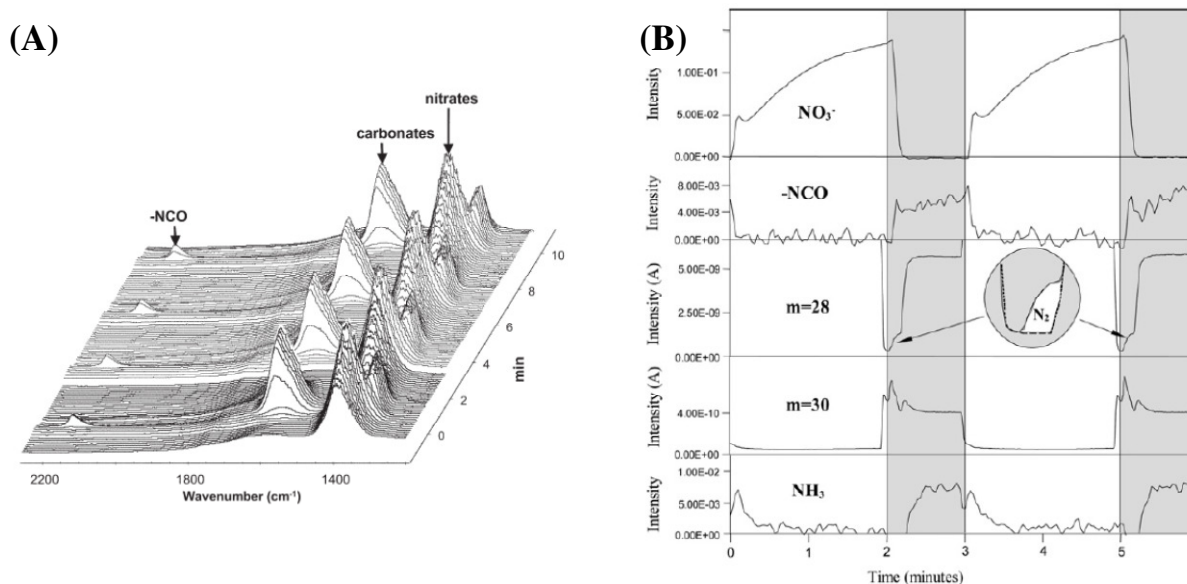 (A)
nitrates
carbonates
-NCO
10
8
6
4
2
0
min
2200
1800
1400
Wavenumber (cm⁻¹)
(B)
Intensity
1.00E-01
5.00E-02
0.00E+00
NO₃⁻
Intensity
8.00E-03
4.00E-03
0.00E+00
-NCO
Intensity (A)
5.00E-09
2.50E-09
0.00E+00
m=28
N₂
Intensity (A)
4.00E-10
0.00E+00
m=30
Intensity
1.00E-02
5.00E-03
0.00E+00
NH₃
0
1
2
3
4
5
Time (minutes)